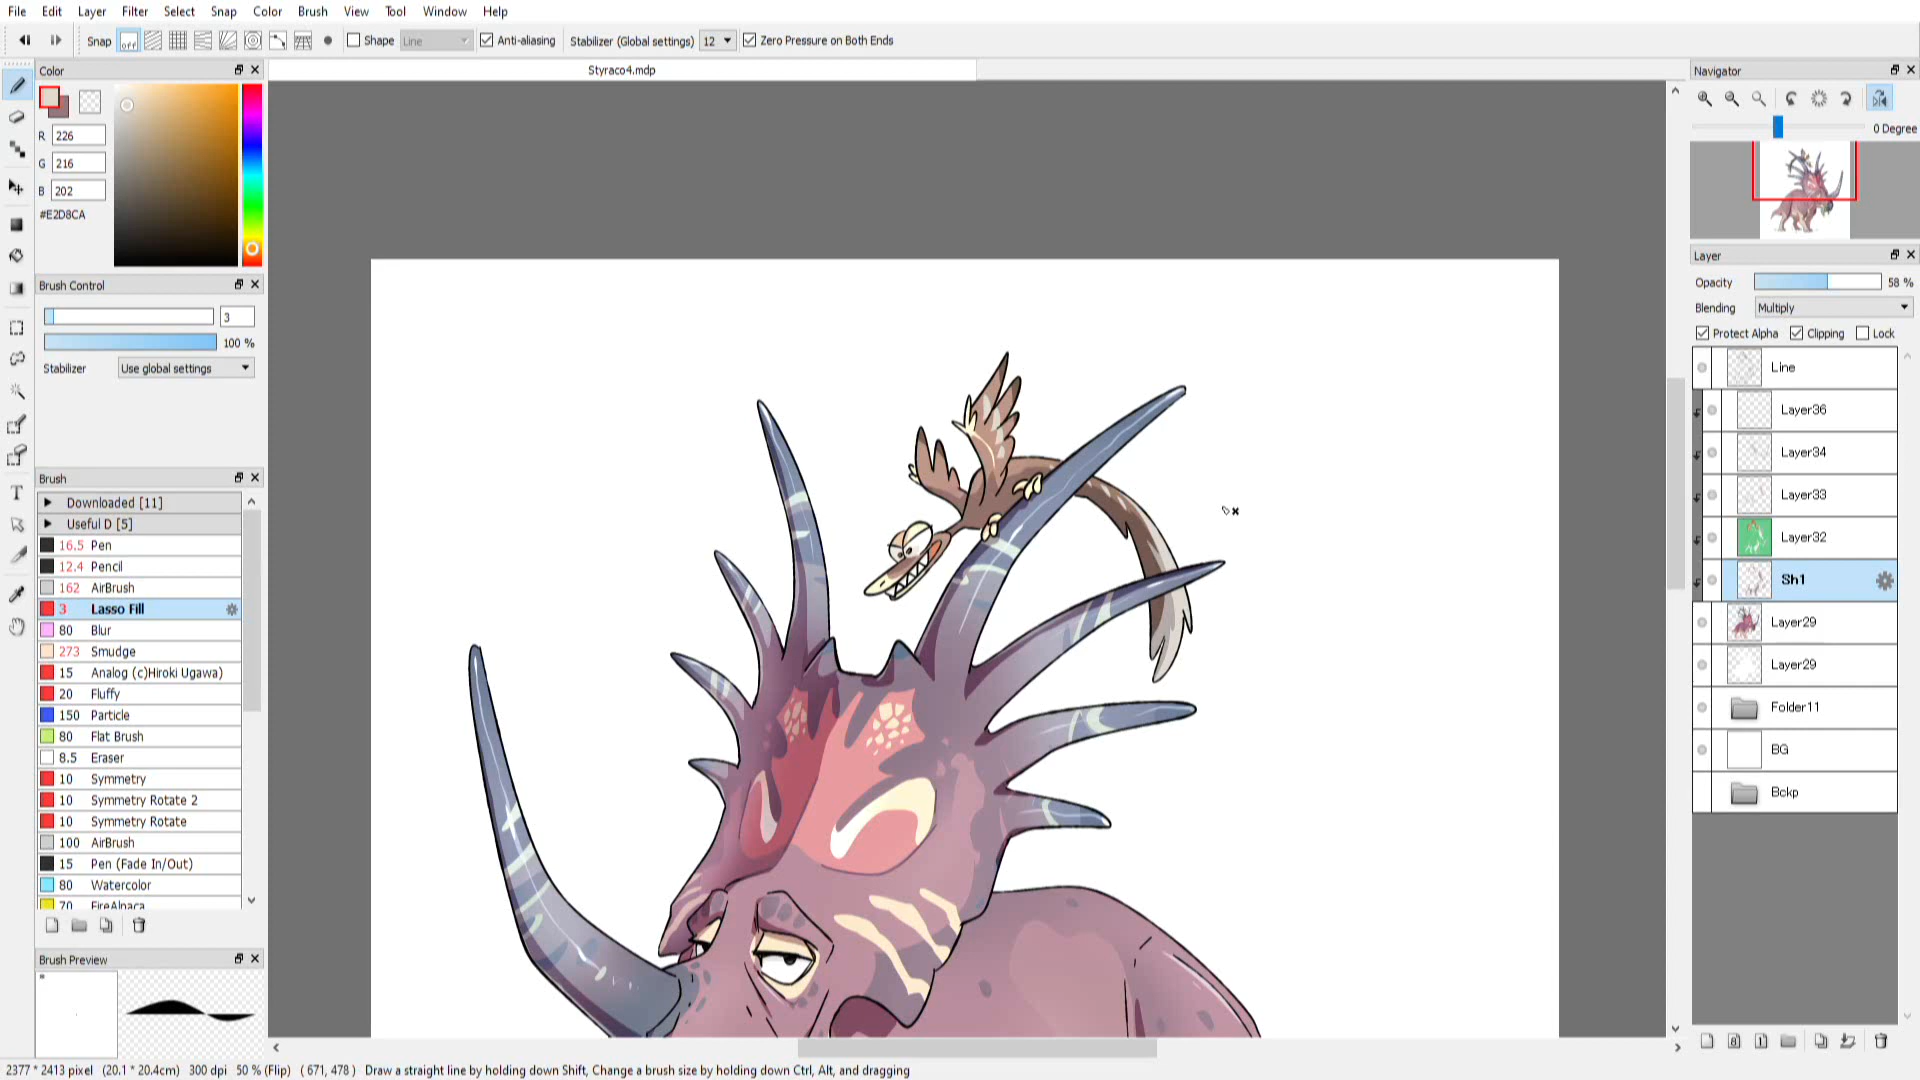 File Edit Layer Filter Select Snap Color Brush View Tool Window Help
Snap off Shape Line Anti-aliasing Stabilizer (Global settings) 12 Zero Pressure on Both Ends
Color
Styraco4.mdp
R 226
G 216
B 202
#E2D8CA
Brush Control
3
100 %
Stabilizer Use global settings
Brush
Downloaded [11]
Useful D [5]
16.5 Pen
12.4 Pencil
162 AirBrush
3 Lasso Fill
80 Blur
273 Smudge
15 Analog (c)Hiroki Ugawa)
20 Fluffy
150 Particle
80 Flat Brush
8.5 Eraser
10 Symmetry
10 Symmetry Rotate 2
10 Symmetry Rotate
100 AirBrush
15 Pen (Fade In/Out)
80 Watercolor
70 FireAlpaca
Brush Preview
Navigator
0 Degree
Layer
Opacity 58 %
Blending Multiply
Protect Alpha Clipping Lock
Line
Layer36
Layer34
Layer33
Layer32
Sh1
Layer29
Layer29
Folder11
BG
Bckp
2377 * 2413 pixel (20.1 * 20.4cm) 300 dpi 50 % (Flip) ( 671, 478 ) Draw a straight line by holding down Shift, Change a brush size by holding down Ctrl, Alt, and dragging